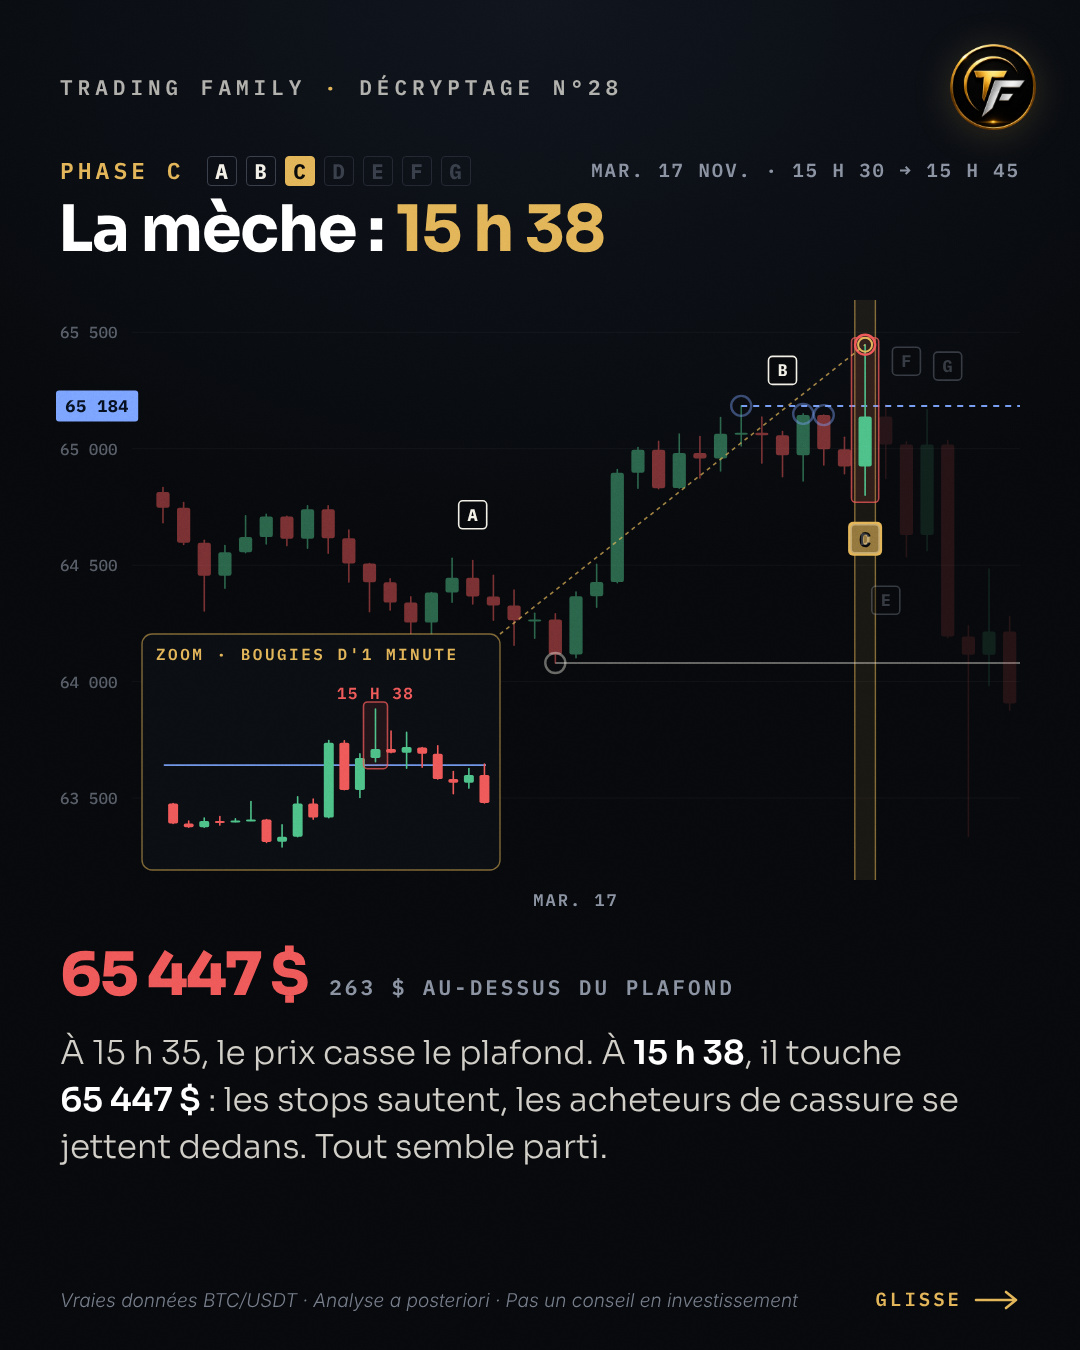 TRADING FAMILY · DÉCRYPTAGE N°28
TF
PHASE C A B C D E F G
MAR. 17 NOV. · 15 H 30 → 15 H 45
La mèche : 15 h 38
65 500
65 184
65 000
64 500
64 000
63 500
A
B
C
E
F
G
ZOOM · BOUGIES D'1 MINUTE
15 H 38
MAR. 17
65 447 $ 263 $ AU-DESSUS DU PLAFOND
À 15 h 35, le prix casse le plafond. À 15 h 38, il touche
65 447 $ : les stops sautent, les acheteurs de cassure se
jettent dedans. Tout semble parti.
Vraies données BTC/USDT · Analyse a posteriori · Pas un conseil en investissement
GLISSE →